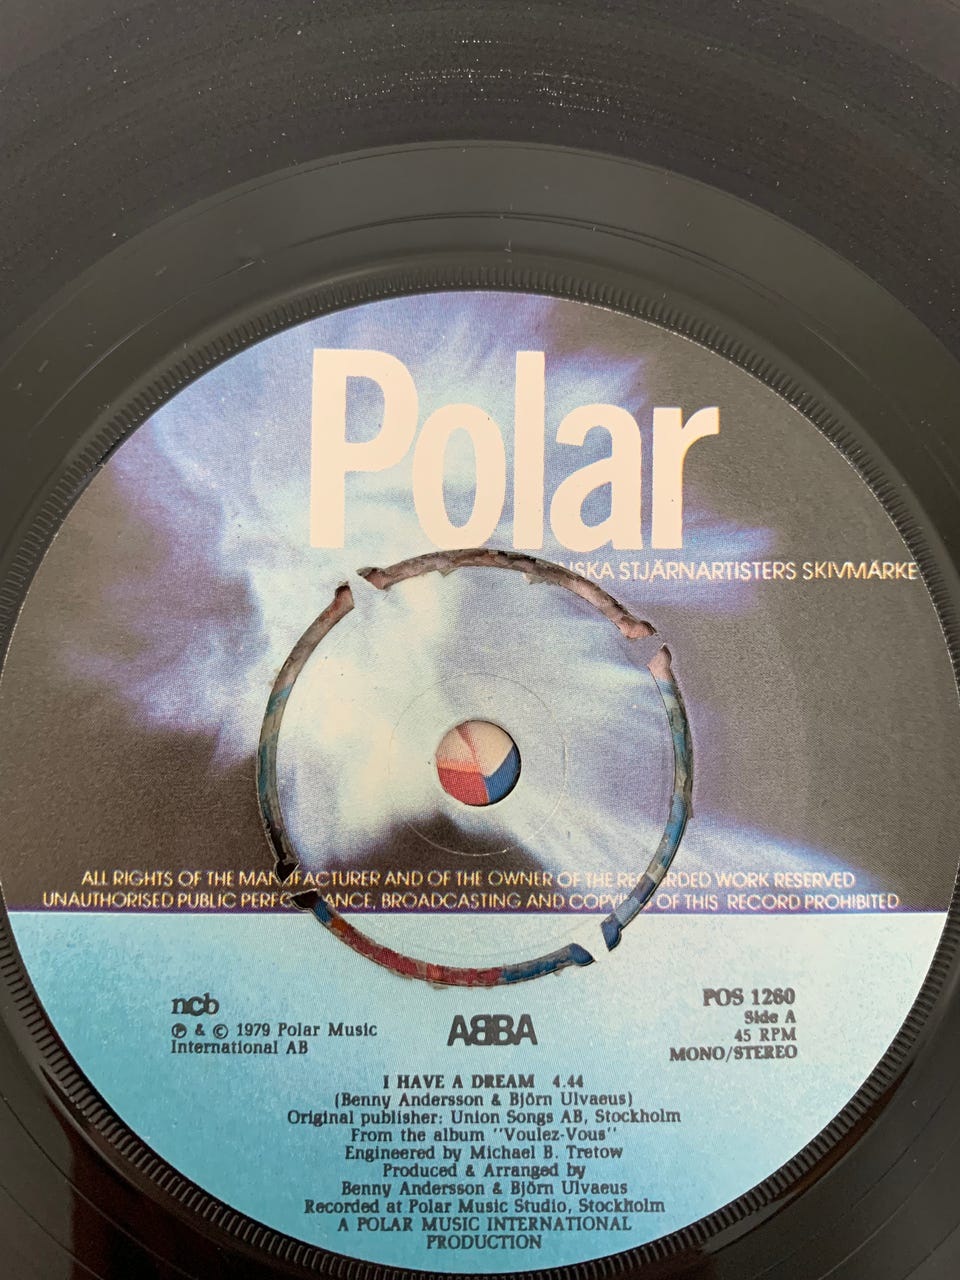 Polar
NSKA STJÄRNARTISTERS SKIVMÄRKE
ALL RIGHTS OF THE MANUFACTURER AND OF THE OWNER OF THE RECORDED WORK RESERVED
UNAUTHORISED PUBLIC PERFORMANCE, BROADCASTING AND COPYING OF THIS RECORD PROHIBITED
ncb
℗ & © 1979 Polar Music
International AB
ABBA
POS 1260
Side A
45 RPM
MONO/STEREO
I HAVE A DREAM 4.44
(Benny Andersson & Björn Ulvaeus)
Original publisher: Union Songs AB, Stockholm
From the album "Voulez-Vous"
Engineered by Michael B. Tretow
Produced & Arranged by
Benny Andersson & Björn Ulvaeus
Recorded at Polar Music Studio, Stockholm
A POLAR MUSIC INTERNATIONAL
PRODUCTION